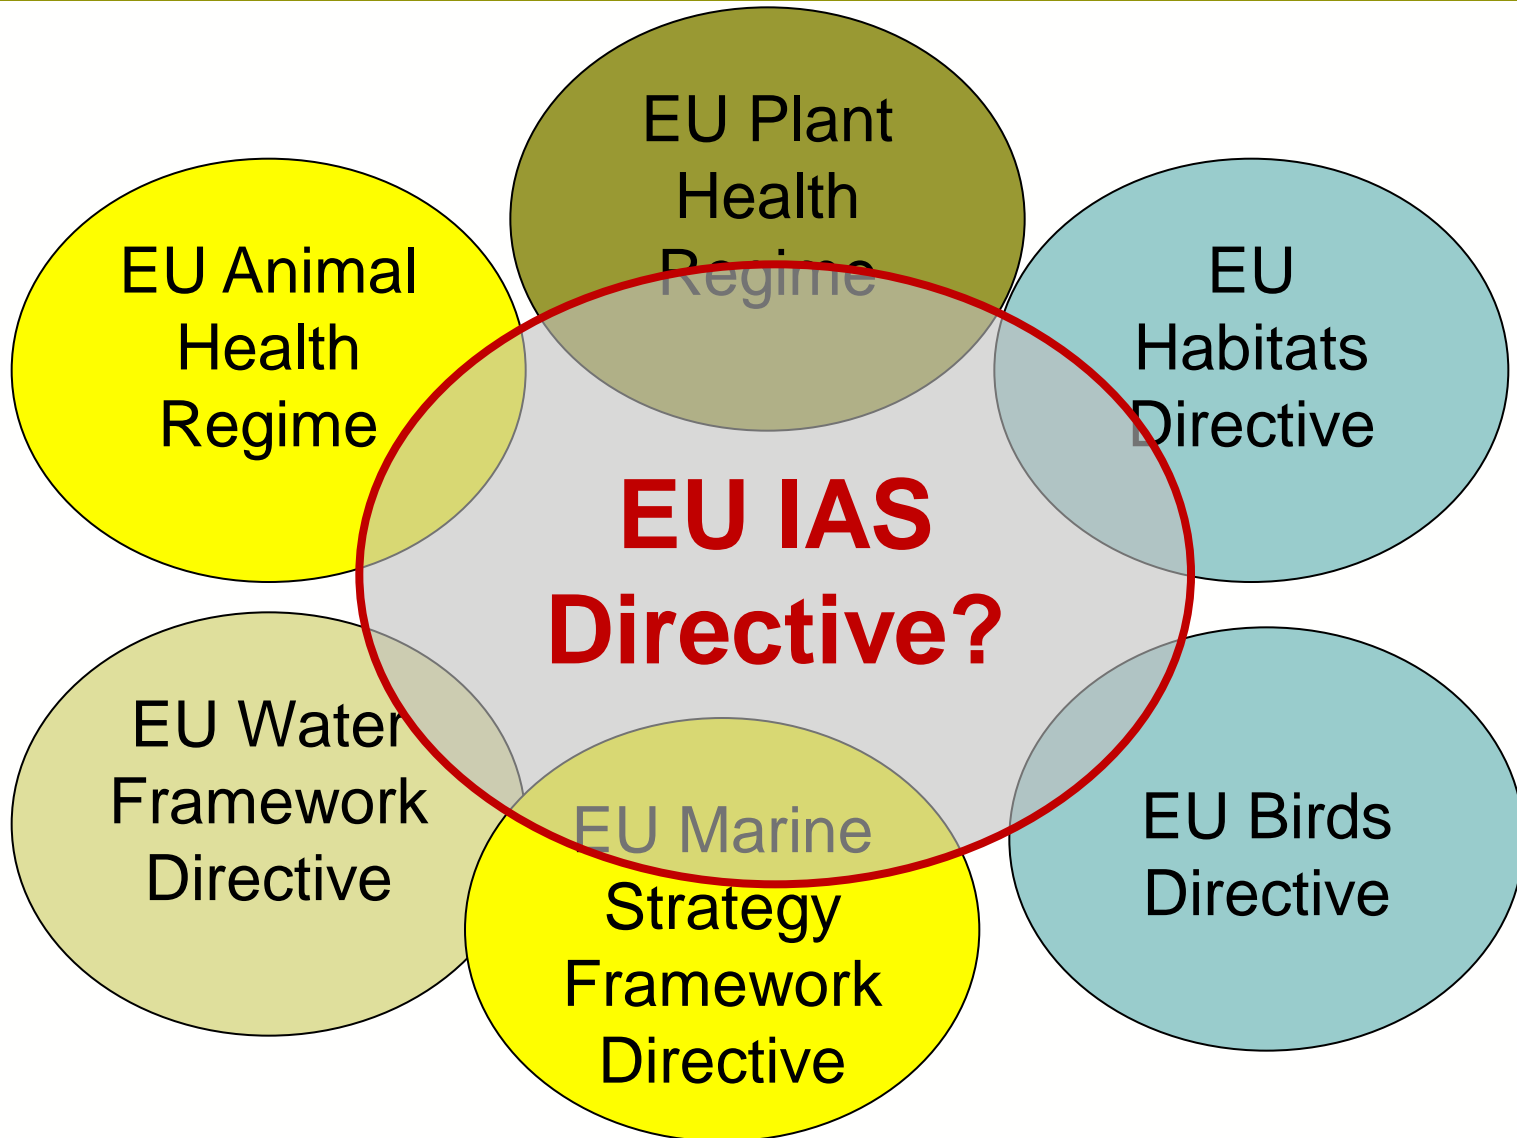 EU Plant
Health
Regime
EU Animal
Health
Regime
EU
Habitats
Directive
EU IAS
Directive?
EU Water
Framework
Directive
EU Marine
Strategy
Framework
Directive
EU Birds
Directive